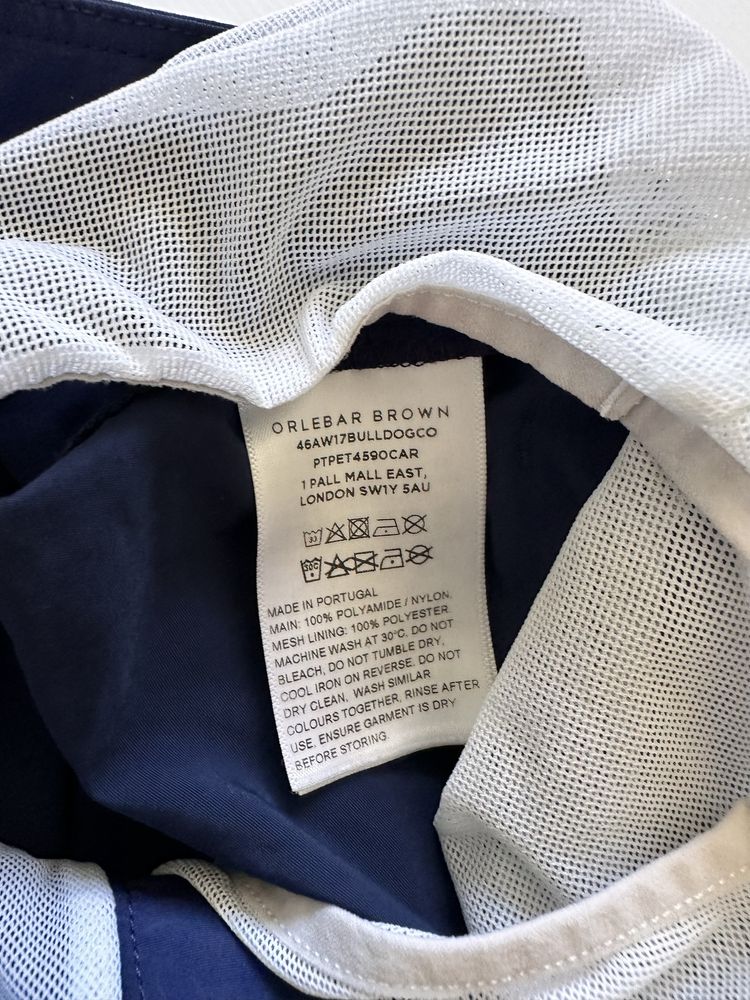 ORLEBAR BROWN
46AW17BULLDOGCO
PTPET4590CAR
1 PALL MALL EAST,
LONDON SW1Y 5AU
MADE IN PORTUGAL
MAIN: 100% POLYAMIDE / NYLON.
MESH LINING: 100% POLYESTER.
MACHINE WASH AT 30°C, DO NOT
BLEACH, DO NOT TUMBLE DRY,
COOL IRON ON REVERSE. DO NOT
DRY CLEAN, WASH SIMILAR
COLOURS TOGETHER, RINSE AFTER
USE, ENSURE GARMENT IS DRY
BEFORE STORING.